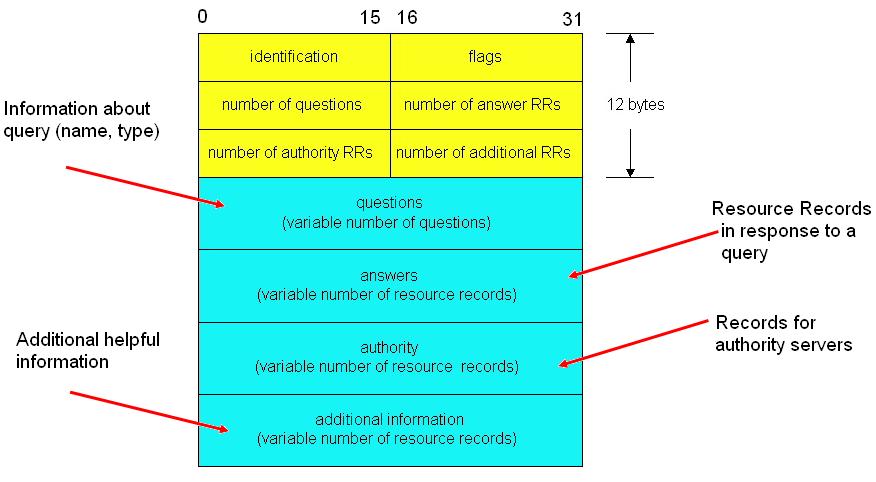 0 15 16 31
identification flags
number of questions number of answer RRs
12 bytes
number of authority RRs number of additional RRs
Information about
query (name, type)
questions
(variable number of questions)
Resource Records
in response to a
query
answers
(variable number of resource records)
Records for
authority servers
authority
(variable number of resource records)
Additional helpful
information
additional information
(variable number of resource records)